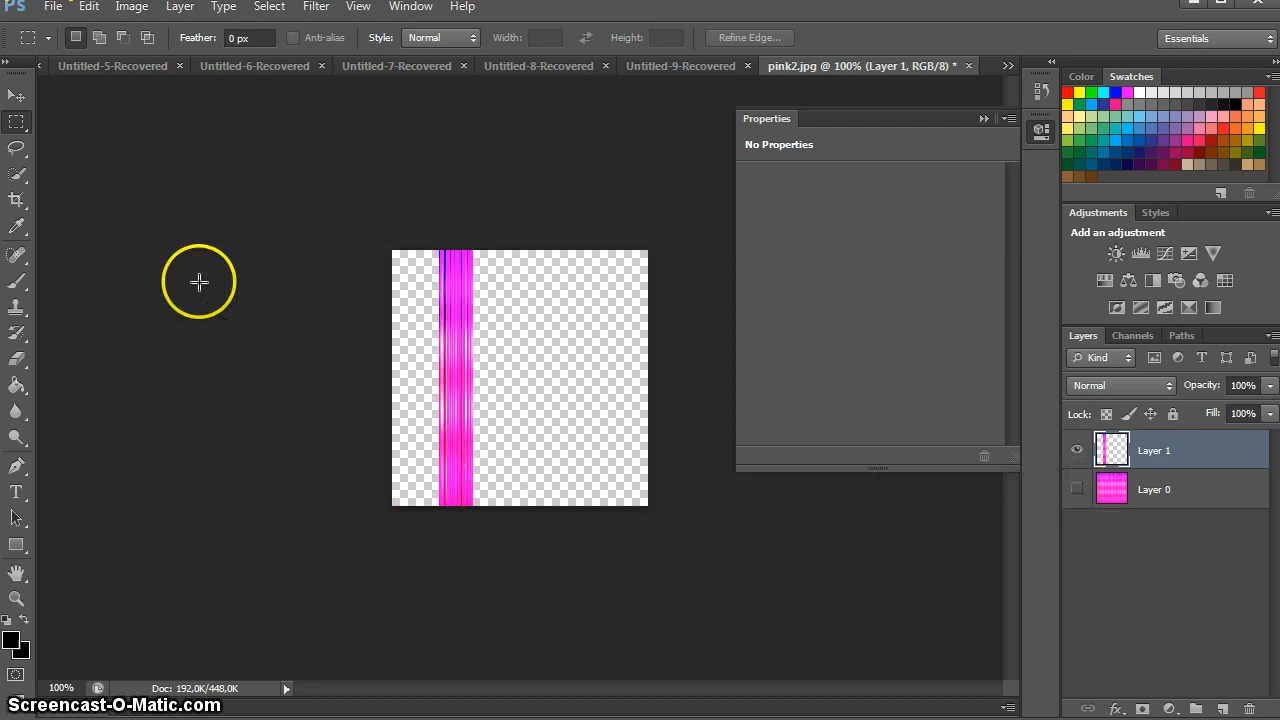 Ps File Edit Image Layer Type Select Filter View Window Help
Feather: 0 px Anti-alias Style: Normal Width: Height: Refine Edge... Essentials
Untitled-5-Recovered × Untitled-6-Recovered × Untitled-7-Recovered × Untitled-8-Recovered × Untitled-9-Recovered × pink2.jpg @ 100% (Layer 1, RGB/8) * ×
Color Swatches
Properties
No Properties
Adjustments Styles
Add an adjustment
Layers Channels Paths
Kind
Normal Opacity: 100%
Lock: Fill: 100%
Layer 1
Layer 0
100% Doc: 192,0K/448,0K
Screencast-O-Matic.com